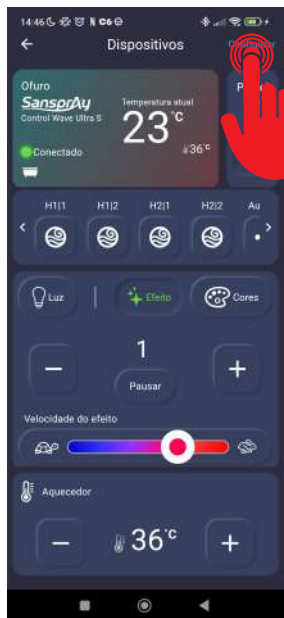 14:46 C6
Dispositivos
Ofuro
SansprAy
Control Wave Ultra S
Conectado
Temperatura atual
23°C
36°C
H1|1 H1|2 H2|1 H2|2 Au
Luz
Efeito
Cores
1
Pausar
Velocidade do efeito
Aquecedor
36°C